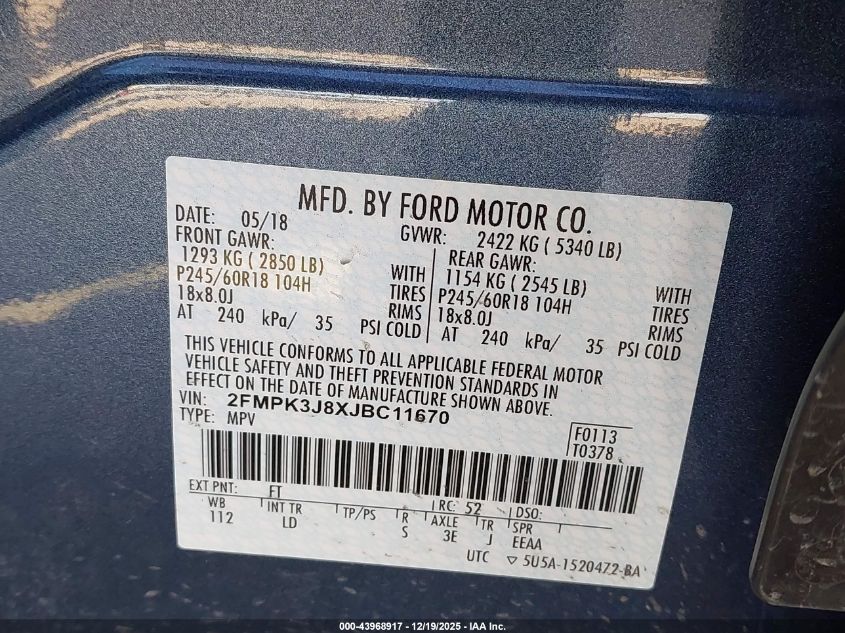 MFD. BY FORD MOTOR CO.
DATE: 05/18
GVWR: 2422 KG ( 5340 LB)
FRONT GAWR:
1293 KG ( 2850 LB)
WITH
P245/60R18 104H
TIRES
18x8.0J
RIMS
AT 240 kPa/ 35 PSI COLD
REAR GAWR:
1154 KG ( 2545 LB)
WITH
P245/60R18 104H
TIRES
18x8.0J
RIMS
AT 240 kPa/ 35 PSI COLD
THIS VEHICLE CONFORMS TO ALL APPLICABLE FEDERAL MOTOR
VEHICLE SAFETY AND THEFT PREVENTION STANDARDS IN
EFFECT ON THE DATE OF MANUFACTURE SHOWN ABOVE.
VIN: 2FMPK3J8XJBC11670
TYPE: MPV
F0113
T0378
EXT PNT: FT RC: 52 DSO:
WB INT TR TP/PS R AXLE TR SPR
112 LD S 3E J EEAA
UTC ▽ 5U5A-1520472-BA
000-43968917 - 12/19/2025 - IAA Inc.